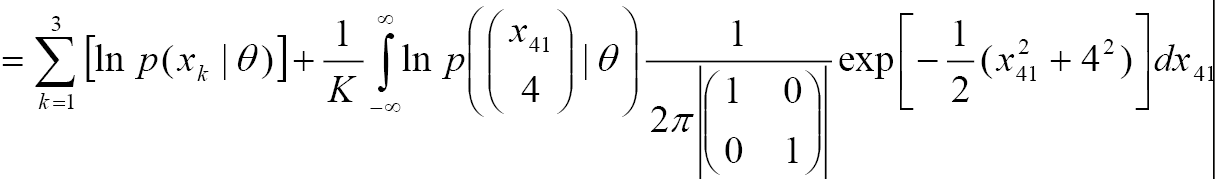 = \sum_{k=1}^{3} [\ln p(x_k | \theta)] + \frac{1}{K} \int_{-\infty}^{\infty} \ln p\left( \begin{pmatrix} x_{41} \\ 4 \end{pmatrix} | \theta \right) \frac{1}{2\pi \left| \begin{pmatrix} 1 & 0 \\ 0 & 1 \end{pmatrix} \right|} \exp\left[ -\frac{1}{2} (x_{41}^2 + 4^2) \right] dx_{41}